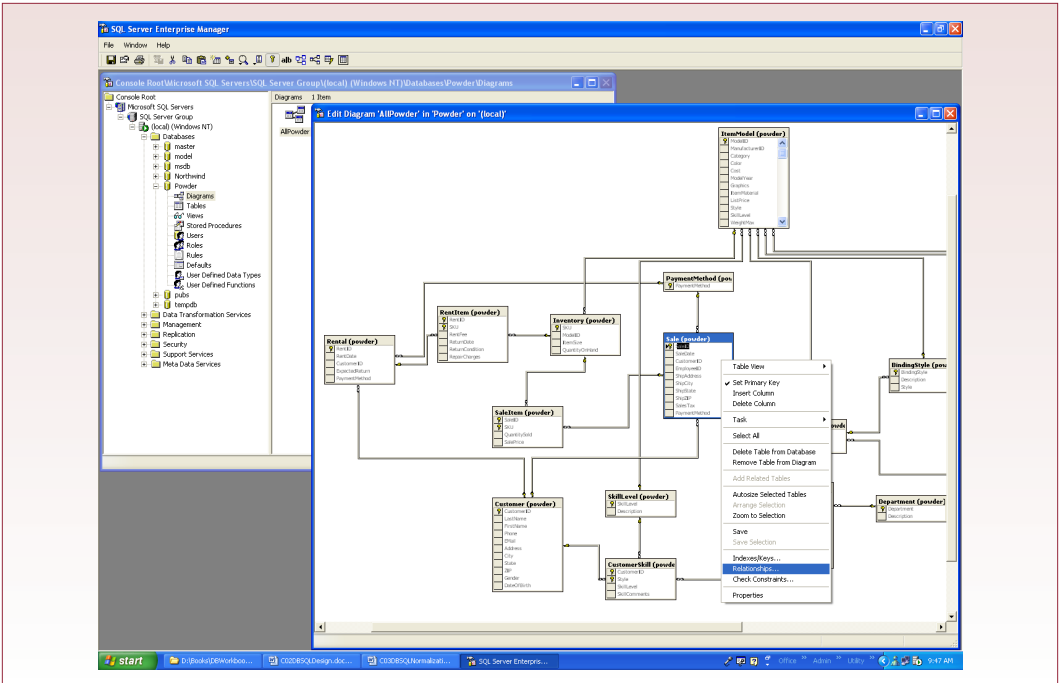 SQL Server Enterprise Manager
File Window Help
Console Root\Microsoft SQL Servers\SQL Server Group\(local) (Windows NT)\Databases\Powder\Diagrams
Console Root
Microsoft SQL Servers
SQL Server Group
(local) (Windows NT)
Databases
master
model
msdb
Northwind
Powder
Diagrams
Tables
Views
Stored Procedures
Users
Roles
Rules
Defaults
User Defined Data Types
User Defined Functions
pubs
tempdb
Data Transformation Services
Management
Replication
Security
Support Services
Meta Data Services
Diagrams 1 Item
AllPowder
Edit Diagram 'AllPowder' in 'Powder' on '(local)'
ItemModel (powder)
ModelID
ManufacturerID
Category
Color
Cost
ModelYear
Graphics
ItemMaterial
ListPrice
Style
SkillLevel
WeightMax
PaymentMethod (pow
PaymentMethod
RentItem (powder)
RentID
SKU
RentFee
ReturnDate
ReturnCondition
RepairCharges
Inventory (powder)
SKU
ModelID
ItemSize
QuantityOnHand
Rental (powder)
RentID
RentDate
CustomerID
ExpectedReturn
PaymentMethod
Sale (powder)
SaleID
SaleDate
CustomerID
EmployeeID
ShipAddress
ShipCity
ShipState
ShipZIP
SalesTax
PaymentMethod
BindingStyle (pow
BindingStyle
Description
Style
SaleItem (powder)
SaleID
SKU
QuantitySold
SalePrice
Customer (powder)
CustomerID
LastName
FirstName
Phone
EMail
Address
City
State
ZIP
Gender
DateOfBirth
SkillLevel (powder)
SkillLevel
Description
CustomerSkill (powde
CustomerID
Style
SkillLevel
SkillComments
Department (powder)
Department
Description
Table View
Set Primary Key
Insert Column
Delete Column
Task
Select All
Delete Table from Database
Remove Table from Diagram
Add Related Tables
Autosize Selected Tables
Arrange Selection
Zoom to Selection
Save
Save Selection
Indexes/Keys...
Relationships...
Check Constraints...
Properties
start
D:\Books\DBWorkboo...
C02DBSQLDesign.doc...
C03DBSQLNormalizati...
SQL Server Enterpris...
Office
Admin
Utility
9:47 AM